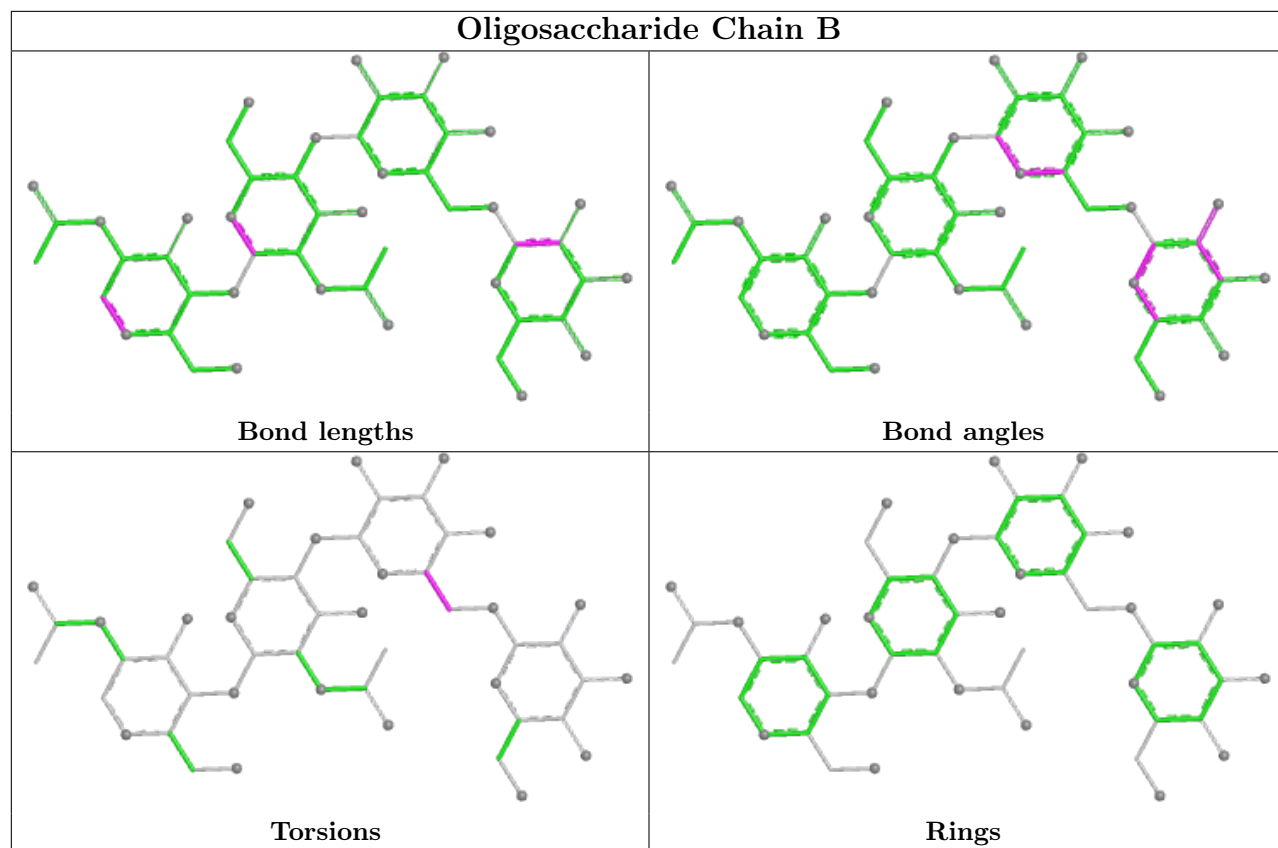 Oligosaccharide Chain B
Bond lengths
Bond angles
Torsions
Rings